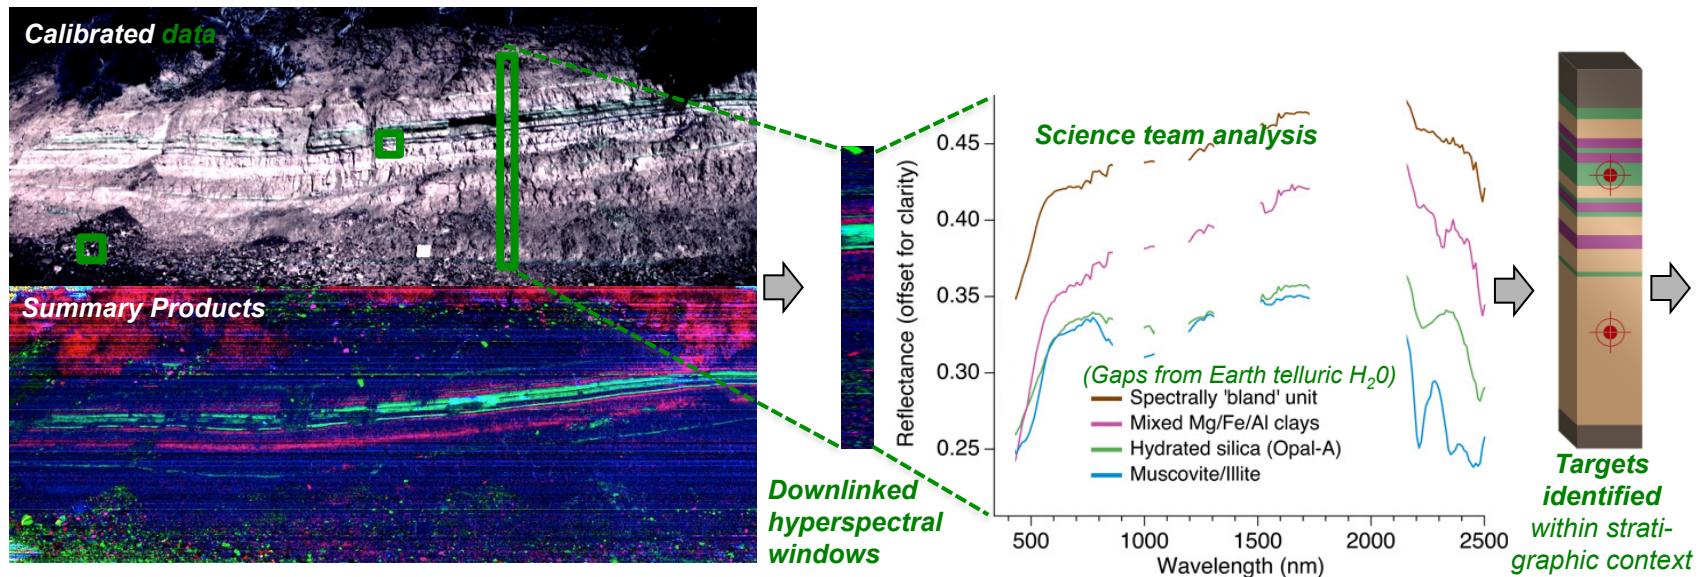 Calibrated data
Summary Products
Downlinked
hyperspectral
windows
Science team analysis
Reflectance (offset for clarity)
0.45
0.40
0.35
0.30
0.25
(Gaps from Earth telluric H₂0)
Spectrally 'bland' unit
Mixed Mg/Fe/Al clays
Hydrated silica (Opal-A)
Muscovite/Illite
500
1000
1500
2000
2500
Wavelength (nm)
Targets
identified
within strati-
graphic context